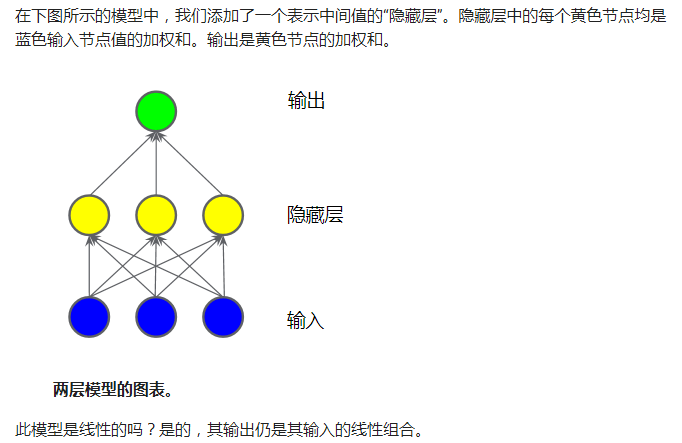 在下图所示的模型中，我们添加了一个表示中间值的“隐藏层”。隐藏层中的每个黄色节点均是
蓝色输入节点值的加权和。输出是黄色节点的加权和。
输出
隐藏层
输入
两层模型的图表。
此模型是线性的吗？是的，其输出仍是其输入的线性组合。